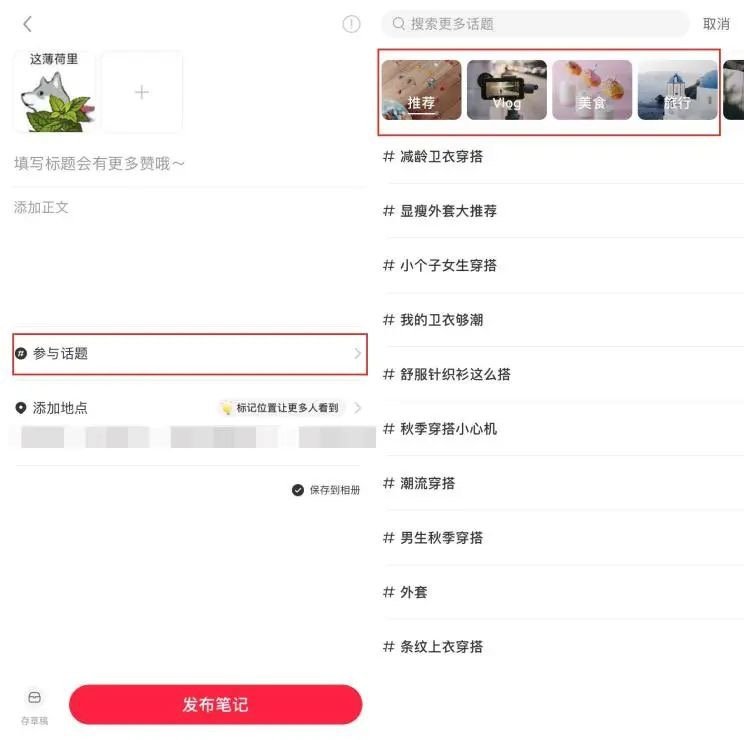 这薄荷里
填写标题会有更多赞哦～
添加正文
# 参与话题
添加地点
标记位置让更多人看到
保存到相册
存草稿
发布笔记
搜索更多话题
取消
推荐
Vlog
美食
旅行
# 减龄卫衣穿搭
# 显瘦外套大推荐
# 小个子女生穿搭
# 我的卫衣够潮
# 舒服针织衫这么搭
# 秋季穿搭小心机
# 潮流穿搭
# 男生秋季穿搭
# 外套
# 条纹上衣穿搭